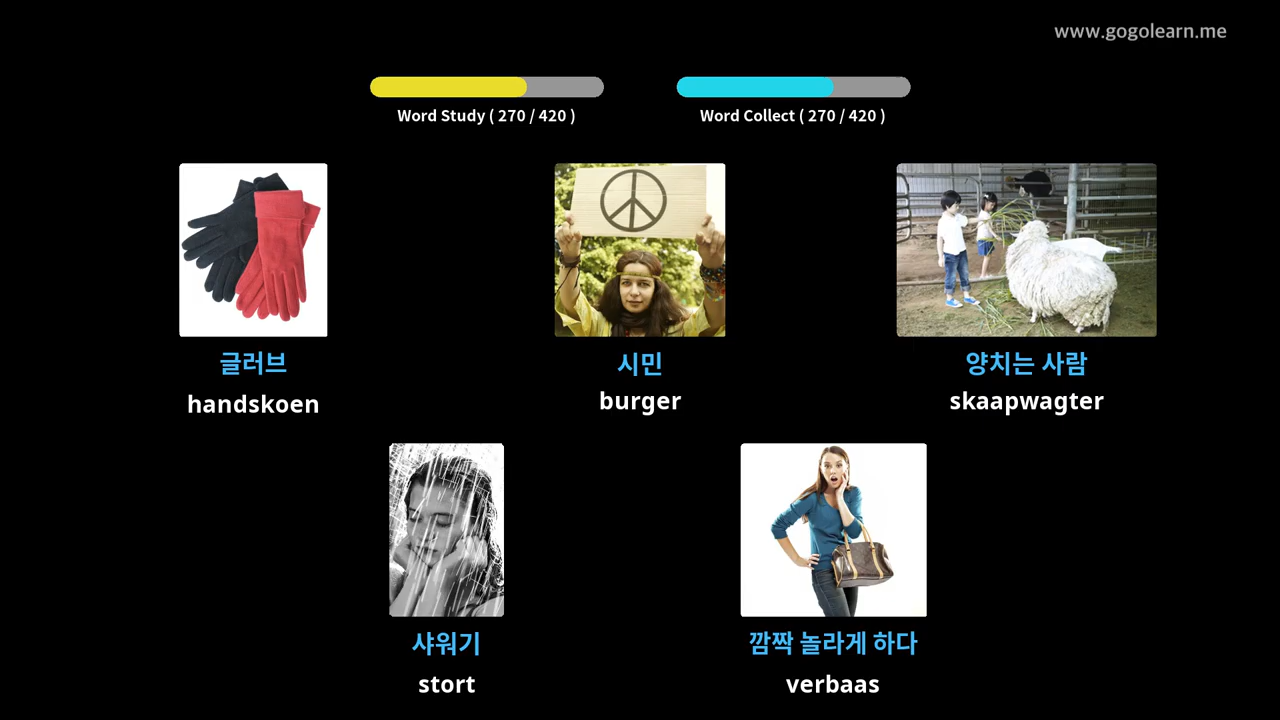 www.gogolearn.me
Word Study ( 270 / 420 )
Word Collect ( 270 / 420 )
글러브
시민
양치는 사람
handskoen
burger
skaapwagter
샤워기
깜짝 놀라게 하다
stort
verbaas